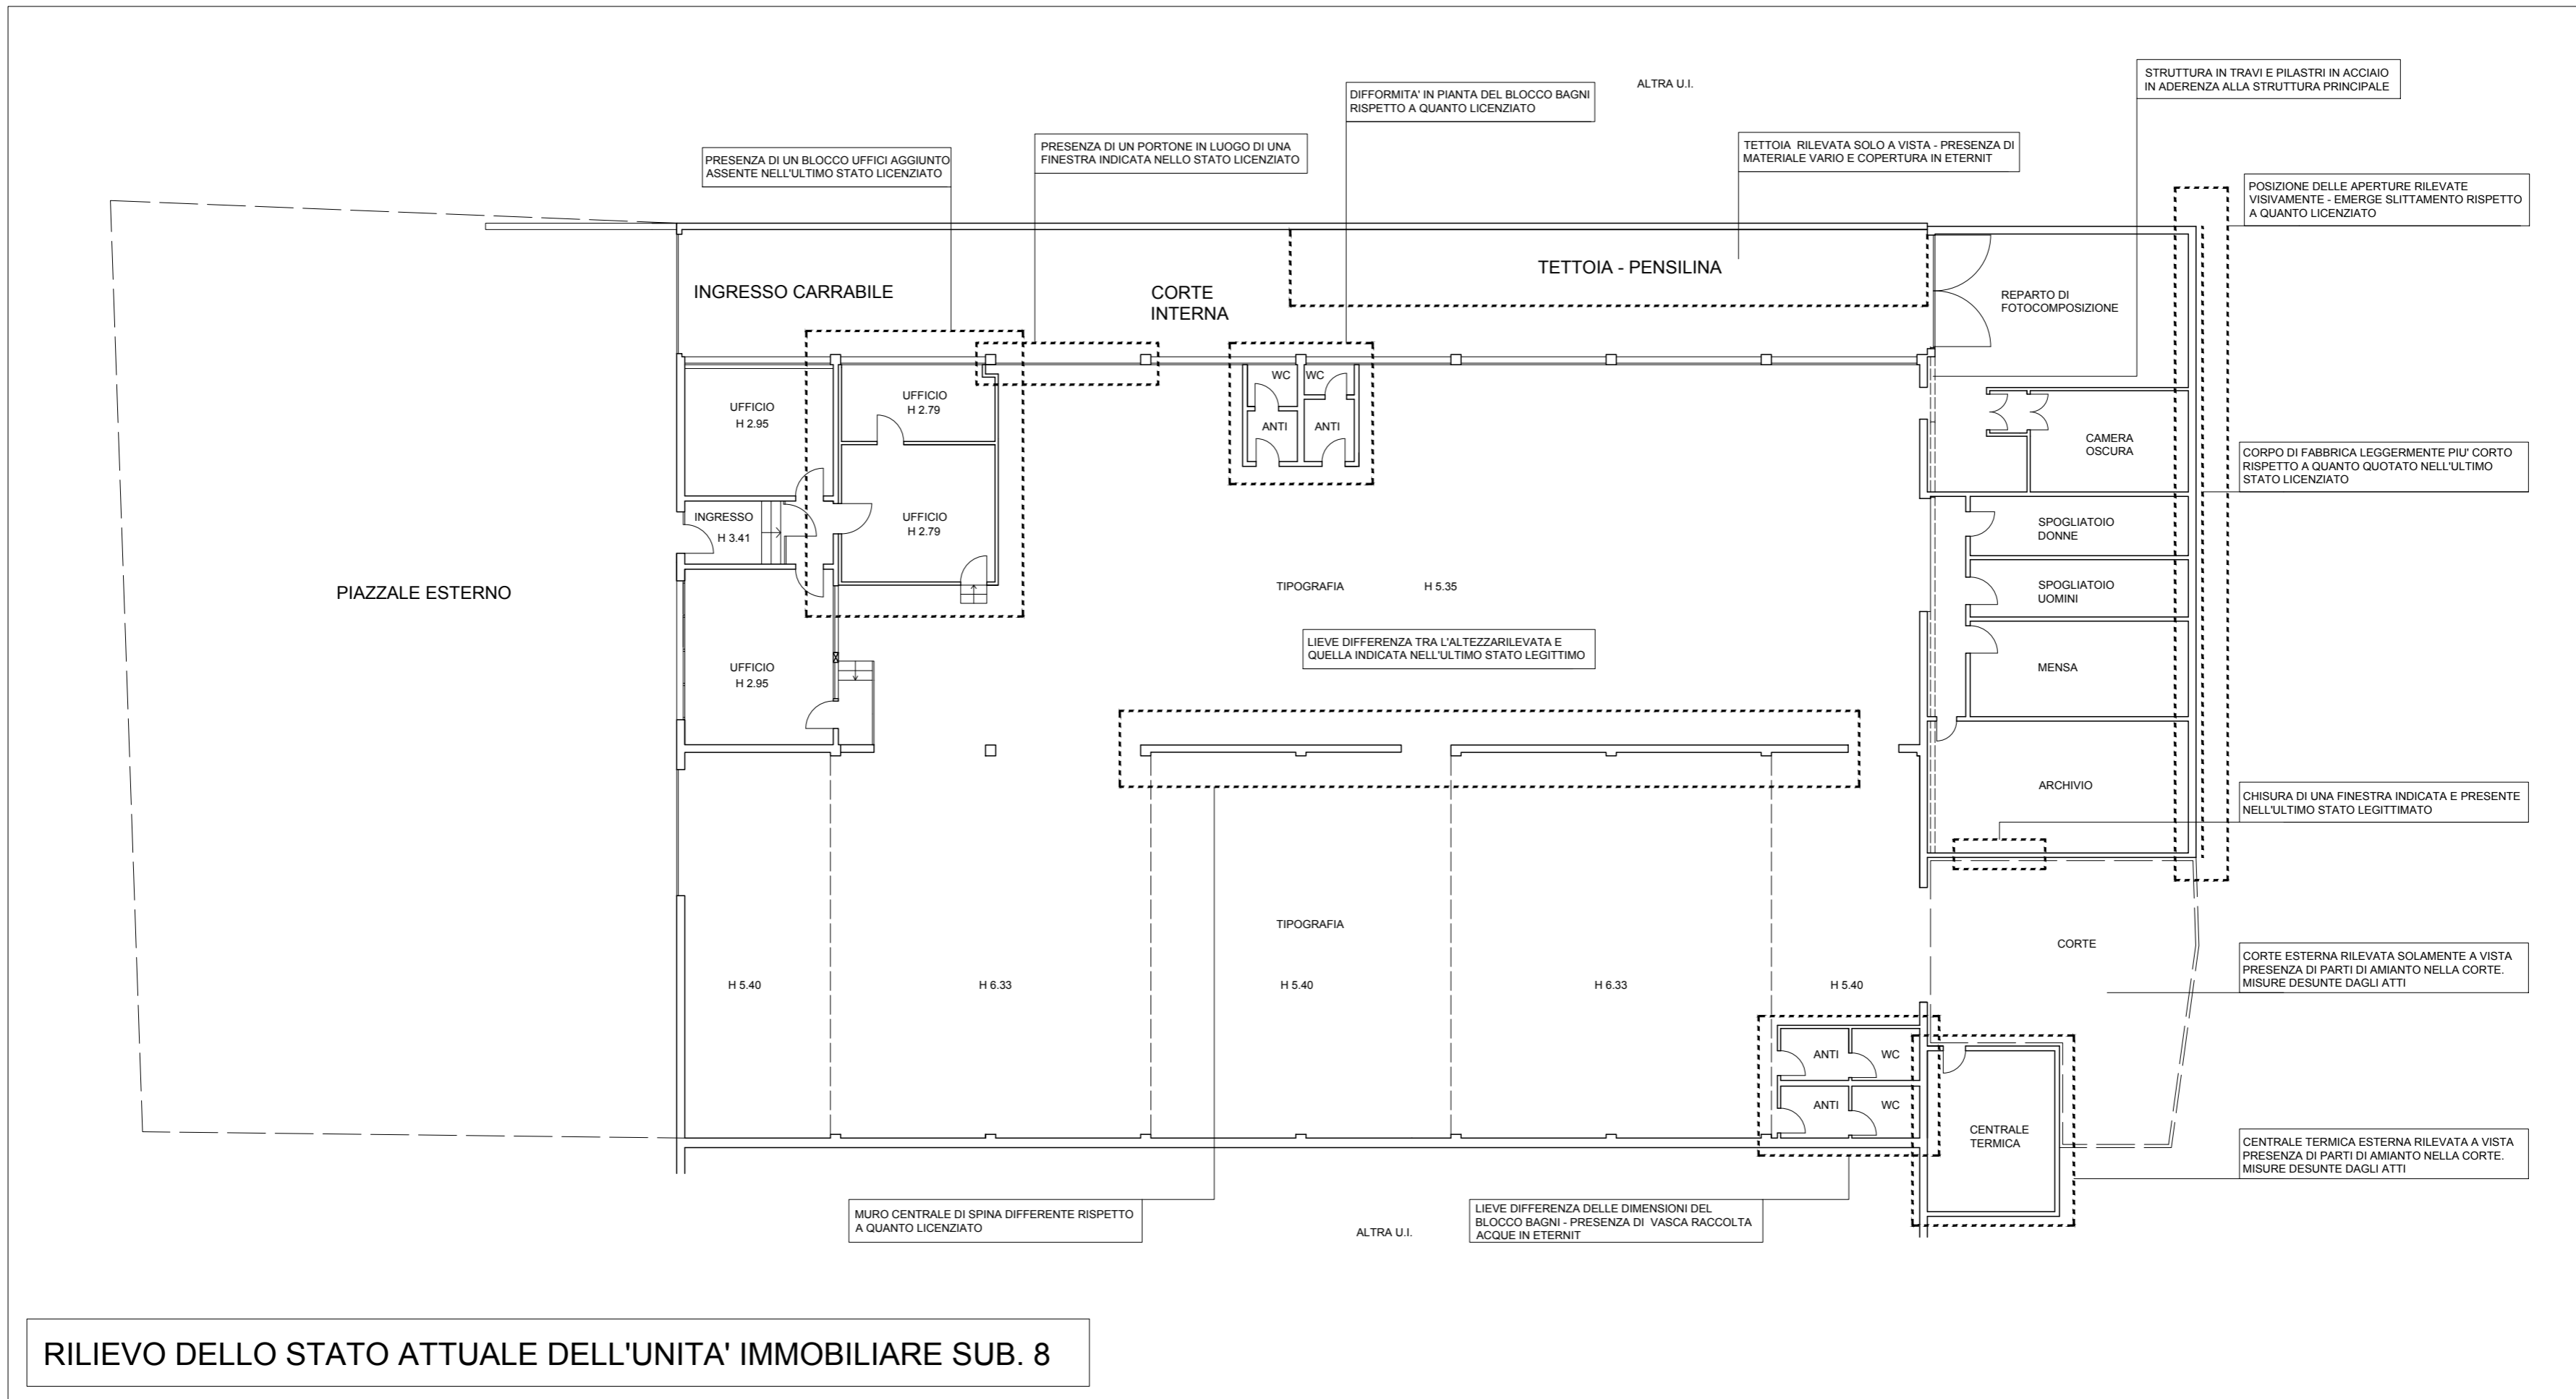 ALTRA U.I.
STRUTTURA IN TRAVI E PILASTRI IN ACCIAIO
IN ADERENZA ALLA STRUTTURA PRINCIPALE
DIFFORMITA' IN PIANTA DEL BLOCCO BAGNI
RISPETTO A QUANTO LICENZIATO
PRESENZA DI UN PORTONE IN LUOGO DI UNA
FINESTRA INDICATA NELLO STATO LICENZIATO
TETTOIA RILEVATA SOLO A VISTA - PRESENZA DI
MATERIALE VARIO E COPERTURA IN ETERNIT
PRESENZA DI UN BLOCCO UFFICI AGGIUNTO
ASSENTE NELL'ULTIMO STATO LICENZIATO
POSIZIONE DELLE APERTURE RILEVATE
VISIVAMENTE - EMERGE SLITTAMENTO RISPETTO
A QUANTO LICENZIATO
INGRESSO CARRABILE
CORTE
INTERNA
TETTOIA - PENSILINA
REPARTO DI
FOTOCOMPOSIZIONE
UFFICIO
H 2.95
UFFICIO
H 2.79
WC
WC
ANTI
ANTI
CAMERA
OSCURA
CORPO DI FABBRICA LEGGERMENTE PIU' CORTO
RISPETTO A QUANTO QUOTATO NELL'ULTIMO
STATO LICENZIATO
INGRESSO
H 3.41
UFFICIO
H 2.79
SPOGLIATOIO
DONNE
PIAZZALE ESTERNO
TIPOGRAFIA
H 5.35
SPOGLIATOIO
UOMINI
LIEVE DIFFERENZA TRA L'ALTEZZARILEVATA E
QUELLA INDICATA NELL'ULTIMO STATO LEGITTIMO
UFFICIO
H 2.95
MENSA
ARCHIVIO
CHISURA DI UNA FINESTRA INDICATA E PRESENTE
NELL'ULTIMO STATO LEGITTIMATO
TIPOGRAFIA
CORTE
CORTE ESTERNA RILEVATA SOLAMENTE A VISTA
PRESENZA DI PARTI DI AMIANTO NELLA CORTE.
MISURE DESUNTE DAGLI ATTI
H 5.40
H 6.33
H 5.40
H 6.33
H 5.40
ANTI
WC
ANTI
WC
CENTRALE
TERMICA
CENTRALE TERMICA ESTERNA RILEVATA A VISTA
PRESENZA DI PARTI DI AMIANTO NELLA CORTE.
MISURE DESUNTE DAGLI ATTI
MURO CENTRALE DI SPINA DIFFERENTE RISPETTO
A QUANTO LICENZIATO
ALTRA U.I.
LIEVE DIFFERENZA DELLE DIMENSIONI DEL
BLOCCO BAGNI - PRESENZA DI VASCA RACCOLTA
ACQUE IN ETERNIT
RILIEVO DELLO STATO ATTUALE DELL'UNITA' IMMOBILIARE SUB. 8